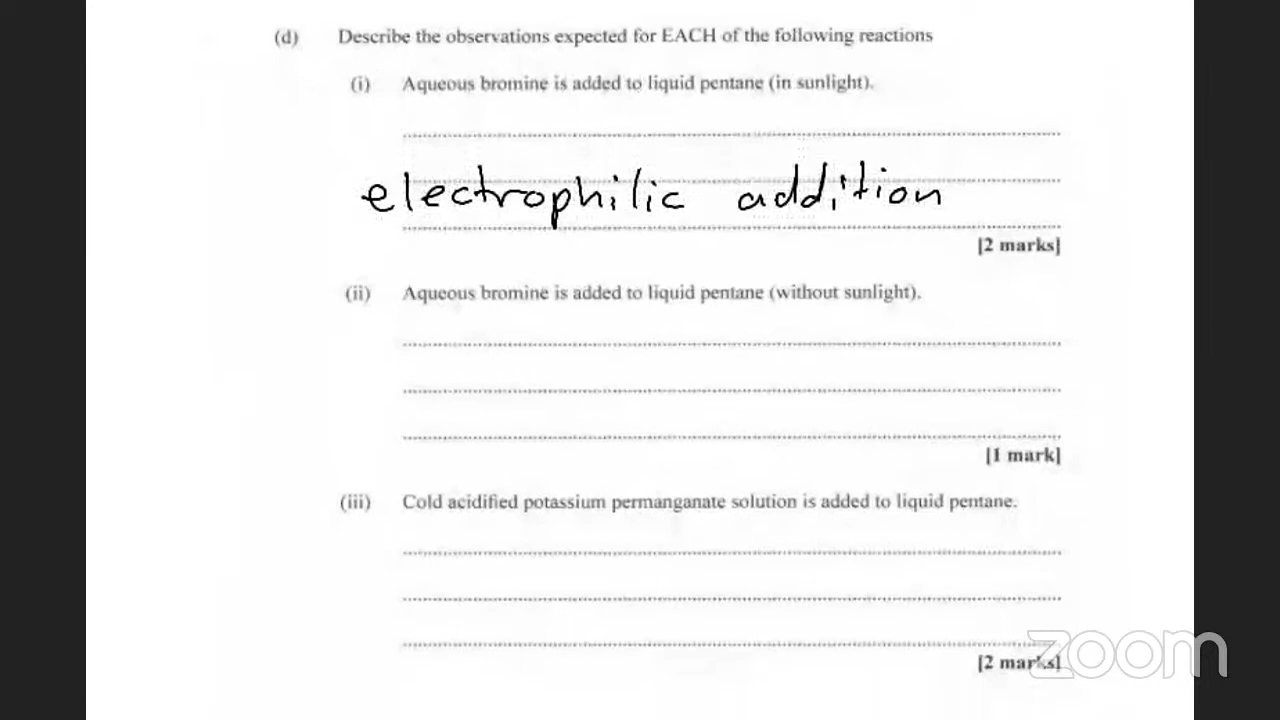 (d) Describe the observations expected for EACH of the following reactions
(i) Aqueous bromine is added to liquid pentane (in sunlight).
electrophilic addition
[2 marks]
(ii) Aqueous bromine is added to liquid pentane (without sunlight).
[1 mark]
(iii) Cold acidified potassium permanganate solution is added to liquid pentane.
[2 marks]
zoom